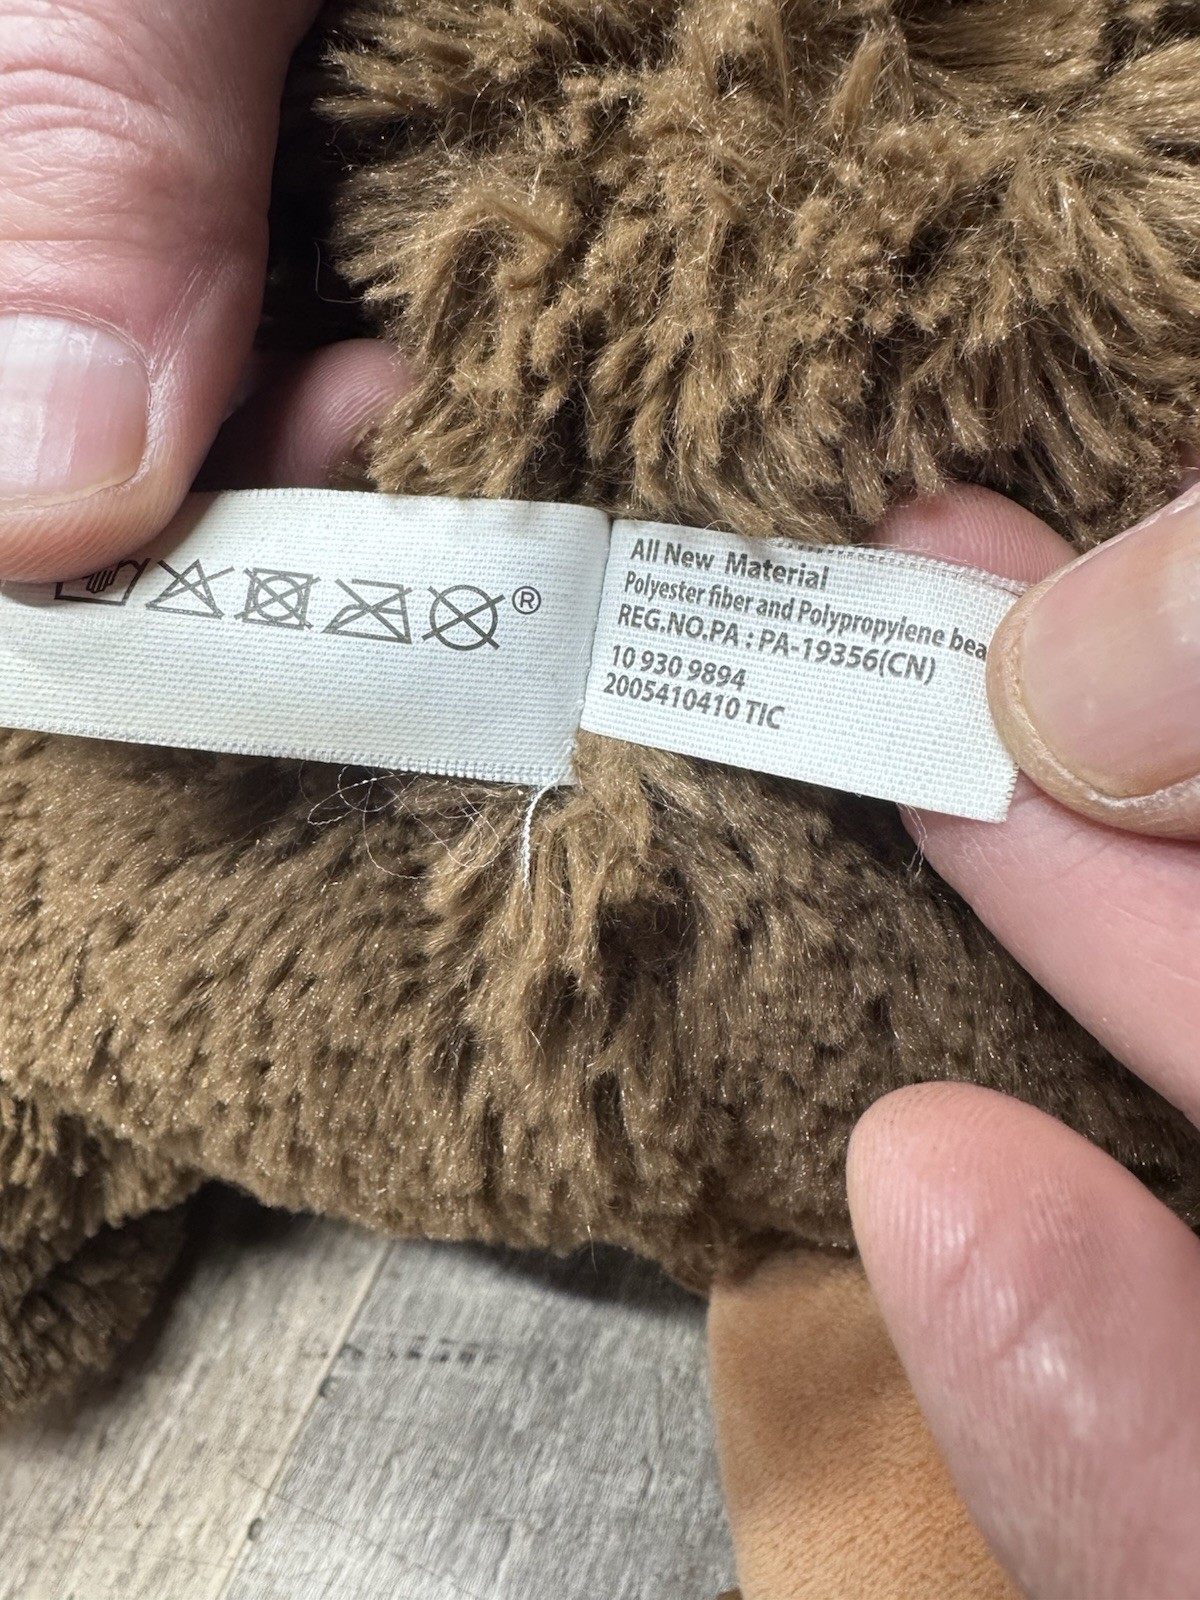 ®
All New Material
Polyester fiber and Polypropylene bea
REG.NO.PA : PA-19356(CN)
10 930 9894
2005410410 TIC